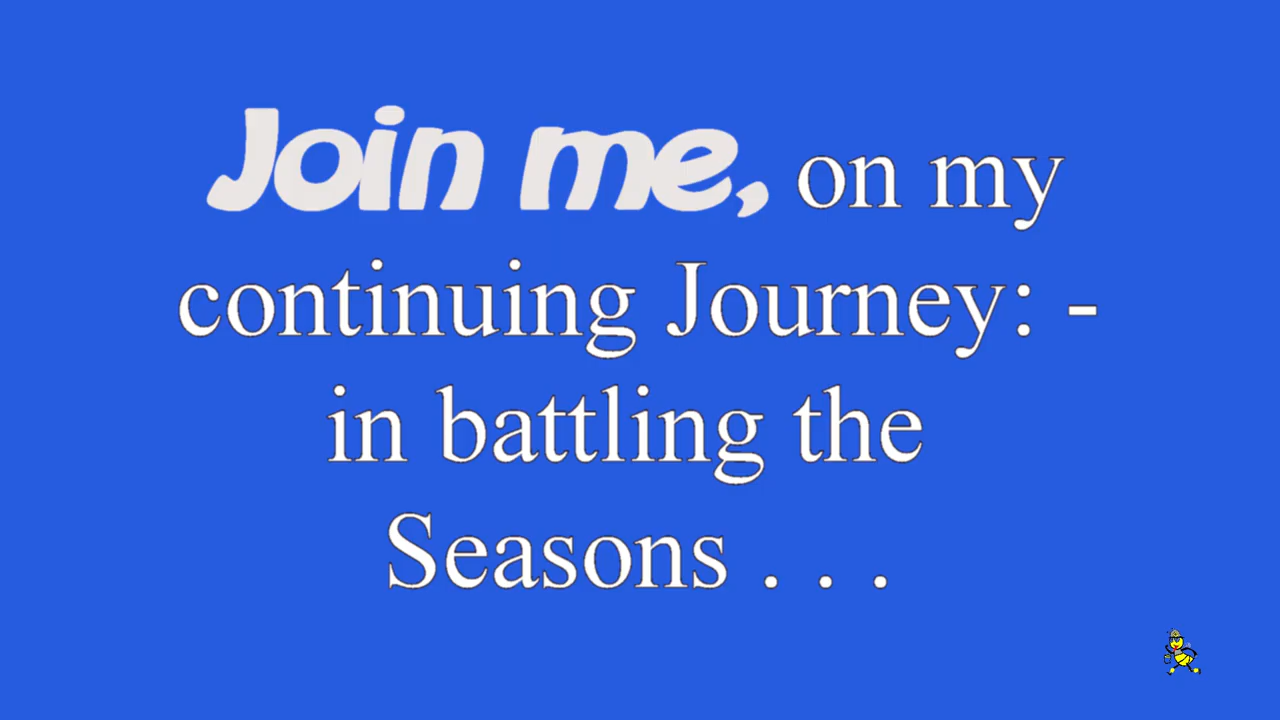 Join me, on my
continuing Journey: -
in battling the
Seasons . . .